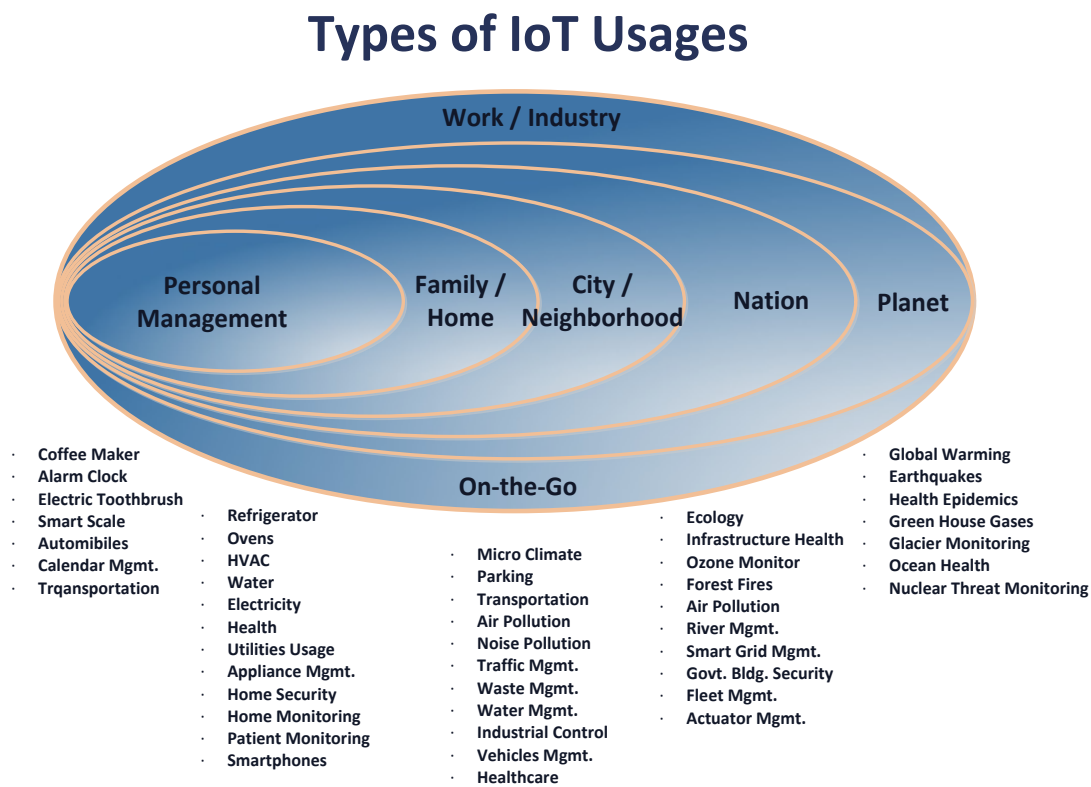 Types of IoT Usages
Work / Industry
Personal
Management
Family /
Home
City /
Neighborhood
Nation
Planet
On-the-Go
· Coffee Maker
· Alarm Clock
· Electric Toothbrush
· Smart Scale
· Automibiles
· Calendar Mgmt.
· Trqansportation
· Refrigerator
· Ovens
· HVAC
· Water
· Electricity
· Health
· Utilities Usage
· Appliance Mgmt.
· Home Security
· Home Monitoring
· Patient Monitoring
· Smartphones
· Micro Climate
· Parking
· Transportation
· Air Pollution
· Noise Pollution
· Traffic Mgmt.
· Waste Mgmt.
· Water Mgmt.
· Industrial Control
· Vehicles Mgmt.
· Healthcare
· Ecology
· Infrastructure Health
· Ozone Monitor
· Forest Fires
· Air Pollution
· River Mgmt.
· Smart Grid Mgmt.
· Govt. Bldg. Security
· Fleet Mgmt.
· Actuator Mgmt.
· Global Warming
· Earthquakes
· Health Epidemics
· Green House Gases
· Glacier Monitoring
· Ocean Health
· Nuclear Threat Monitoring